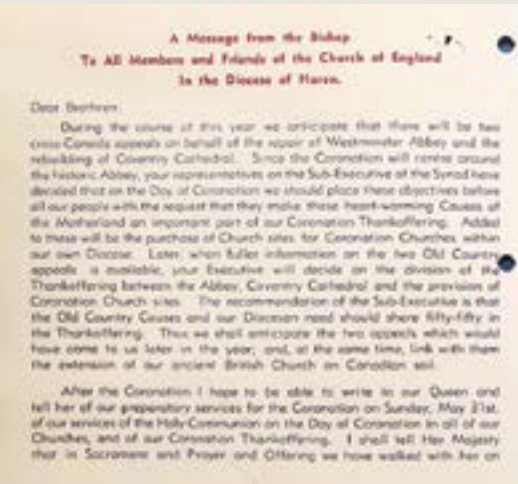 A Message from the Bishop
To All Members and Friends of the Church of England
In the Diocese of Huron.
Dear Brethren
During the course of this year we anticipate that there will be two
cross-Canada appeals on behalf of the repair of Westminster Abbey and the
rebuilding of Coventry Cathedral. Since the Coronation will centre around
the historic Abbey, your representatives on the Sub-Executive of the Synod have
decided that on the Day of Coronation we should place these objectives before
all our people with the request that they make these heart-warming Causes of
the Motherland an important part of our Coronation Thankoffering. Added
to these will be the purchase of Church sites for Coronation Churches within
our own Diocese. Later, when fuller information on the two Old Country
appeals is available, your Executive will decide on the division of the
Thankoffering between the Abbey, Coventry Cathedral and the provision of
Coronation Church sites. The recommendation of the Sub-Executive is that
the Old Country Causes and our Diocesan need should share fifty-fifty in
the Thankoffering. Thus we shall anticipate the two appeals which would
have come to us later in the year, and, at the same time, link with them
the extension of our ancient British Church on Canadian soil.
After the Coronation I hope to be able to write to our Queen and
tell her of our preparatory services for the Coronation on Sunday, May 31st.
of our services of the Holy Communion on the Day of Coronation in all of our
Churches, and of our Coronation Thankoffering. I shall tell Her Majesty
that in Sacrament and Prayer and Offering we have walked with her on